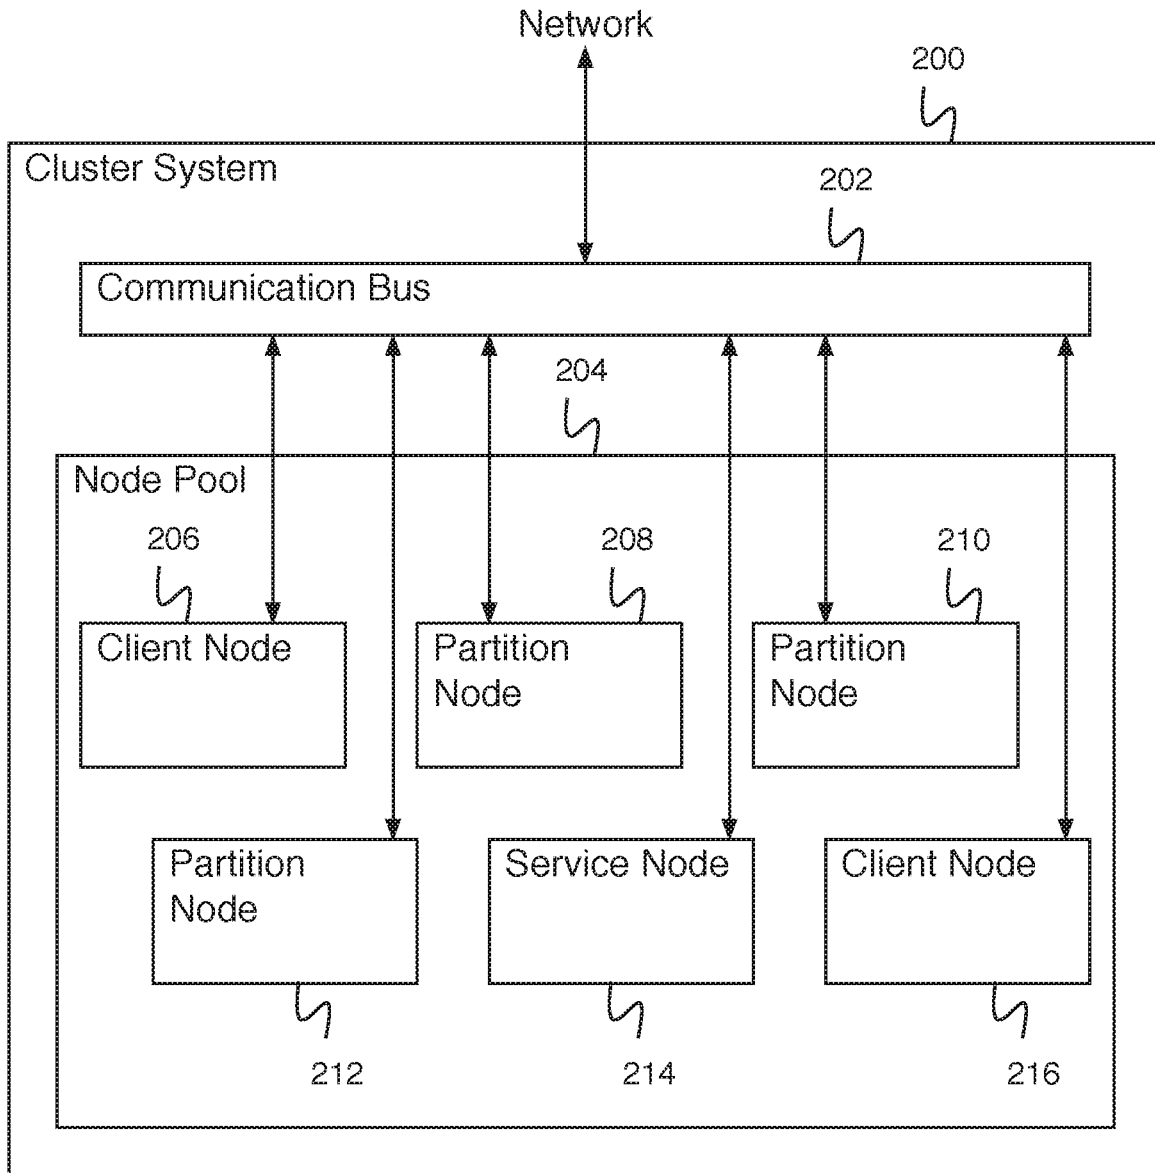 Network
200
Cluster System
202
Communication Bus
204
Node Pool
206
208
210
Client Node
Partition
Node
Partition
Node
Partition
Node
Service Node
Client Node
212
214
216